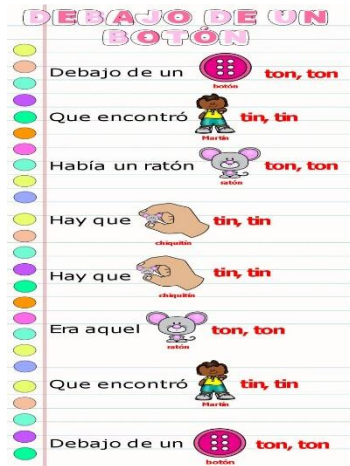 DEBAJO DE UN
BOTÓN
Debajo de un botón ton, ton
Que encontró Martín tin, tin
Había un ratón ton, ton
Hay que chiquitín tin, tin
Hay que chiquitín tin, tin
Era aquel ratón ton, ton
Que encontró Martín tin, tin
Debajo de un botón ton, ton